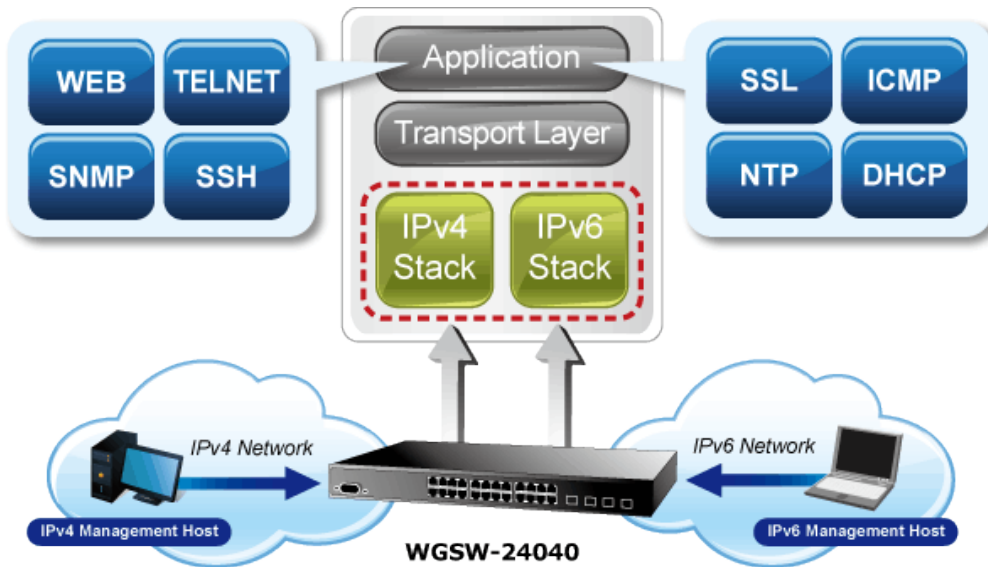 Application
WEB
TELNET
SNMP
SSH
SSL
ICMP
NTP
DHCP
Transport Layer
IPv4
Stack
IPv6
Stack
IPv4 Network
IPv6 Network
IPv4 Management Host
IPv6 Management Host
WGSW-24040